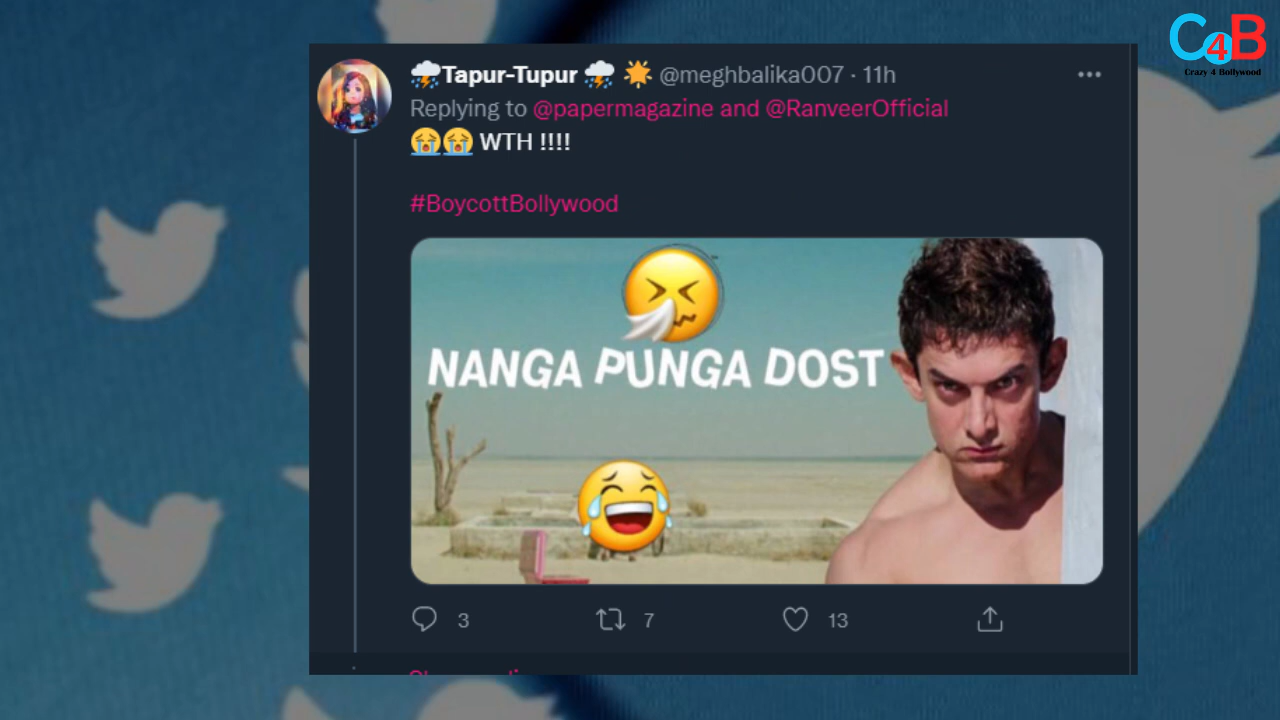 C4B
Crazy 4 Bollywood
🌩️Tapur-Tupur 🌩️ 🌟 @meghbalika007 · 11h
Replying to @papermagazine and @RanveerOfficial
😭😭 WTH !!!!
#BoycottBollywood
NANGA PUNGA DOST
3 7 13